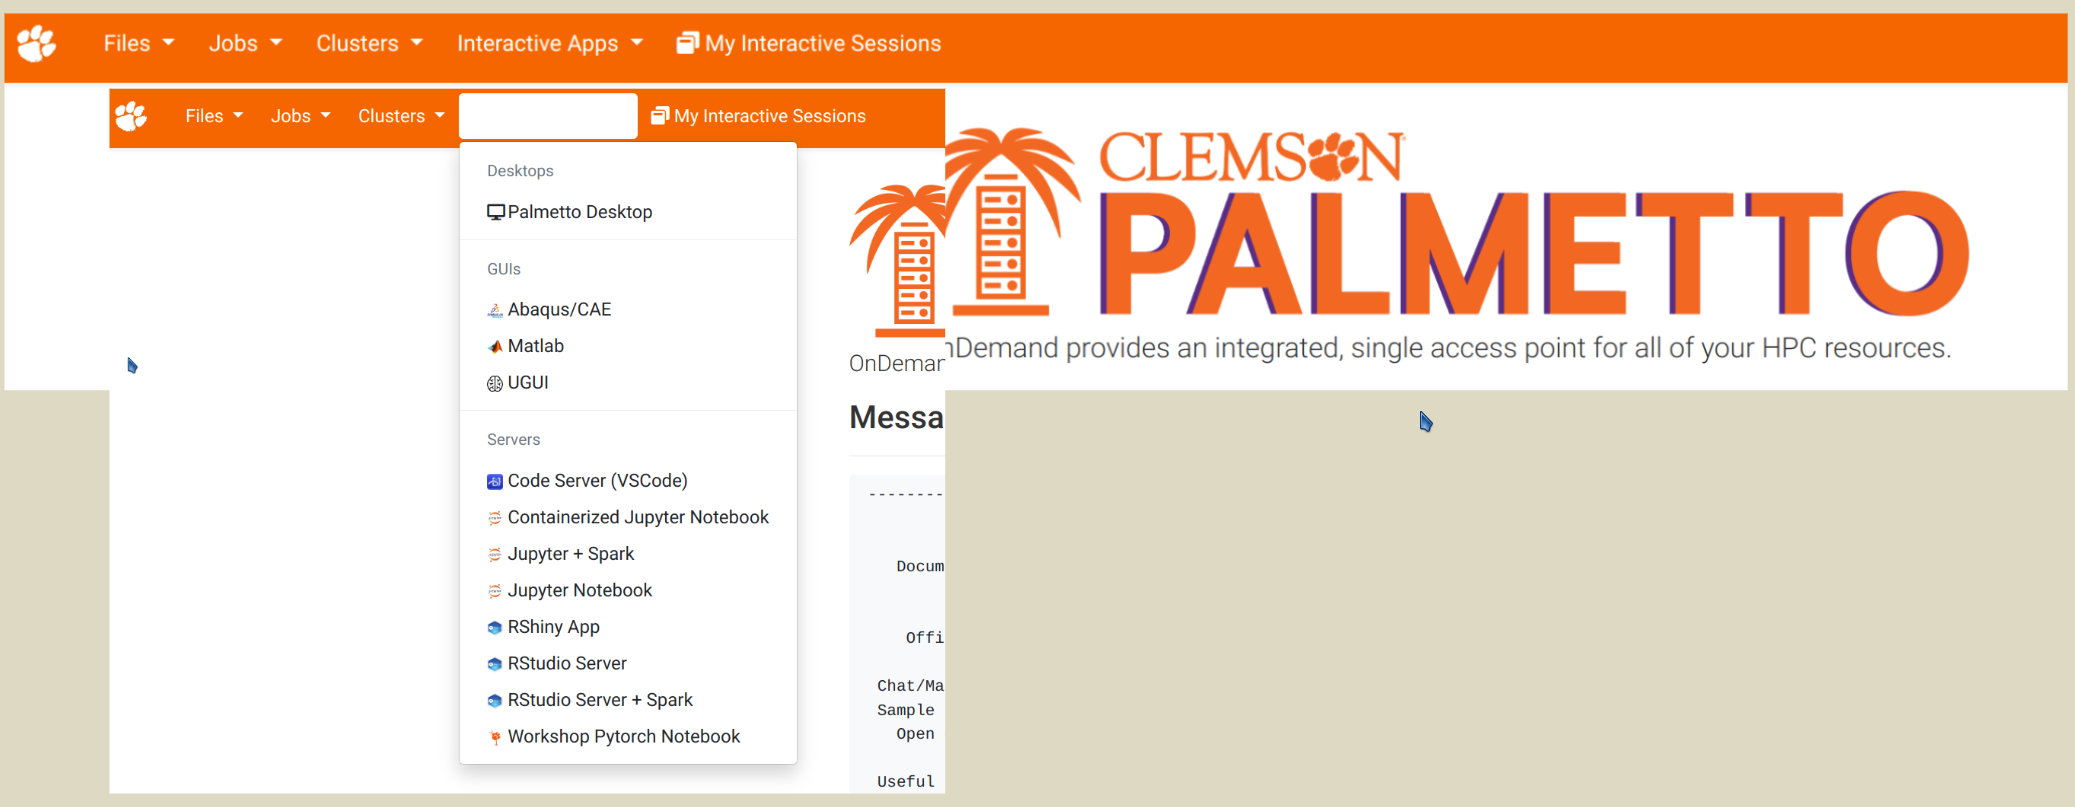 Files Jobs Clusters Interactive Apps My Interactive Sessions
Files Jobs Clusters My Interactive Sessions
Desktops
Palmetto Desktop
GUIs
Abaqus/CAE
Matlab
UGUI
Servers
Code Server (VSCode)
Containerized Jupyter Notebook
Jupyter + Spark
Jupyter Notebook
RShiny App
RStudio Server
RStudio Server + Spark
Workshop Pytorch Notebook
CLEMSON
PALMETTO
nDemand provides an integrated, single access point for all of your HPC resources.
OnDeman
Messa
--------
Docum
Offi
Chat/Ma
Sample
Open
Useful